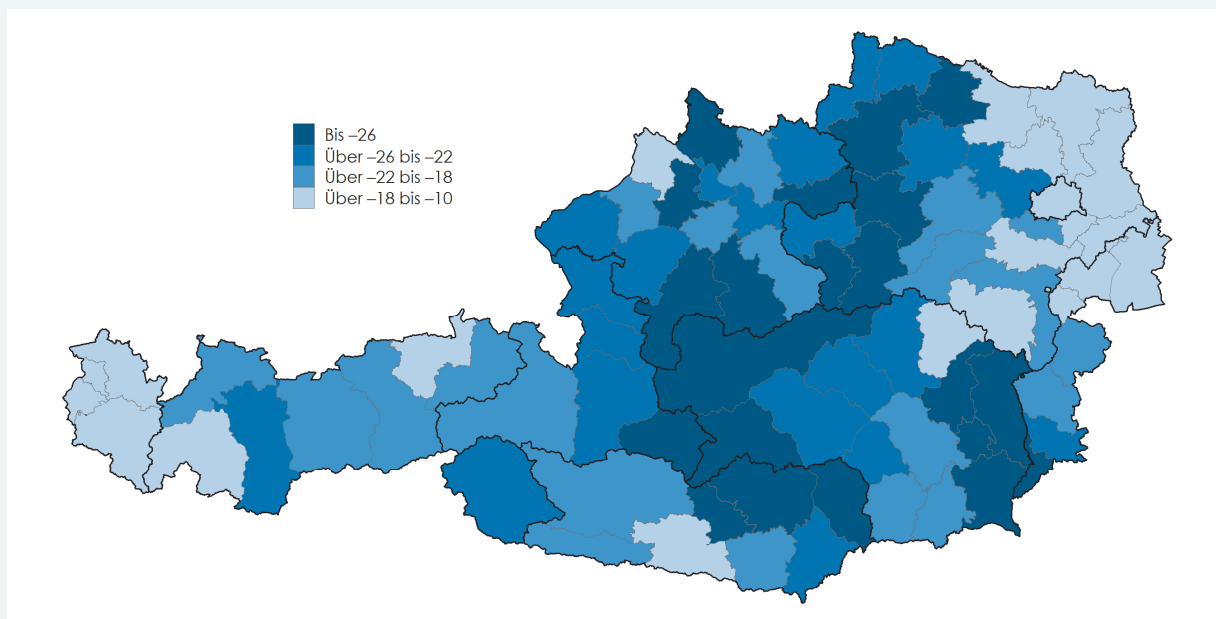 Bis –26
Über –26 bis –22
Über –22 bis –18
Über –18 bis –10